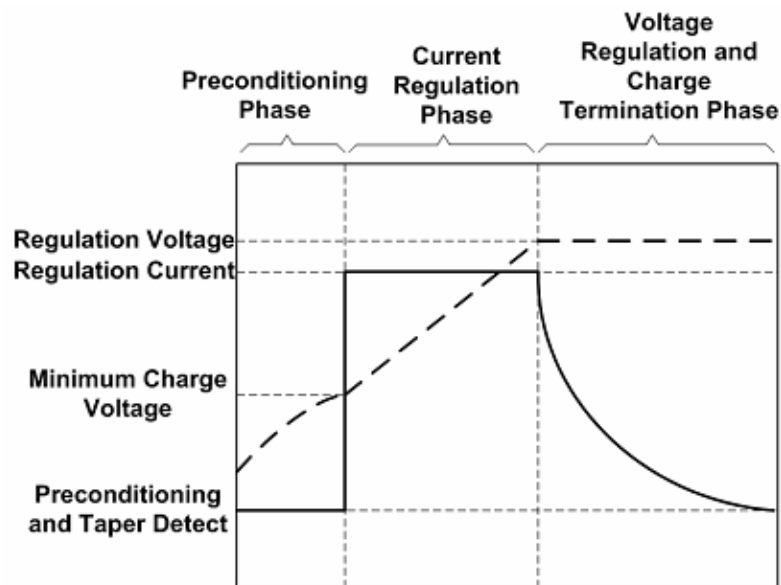 Preconditioning
Phase
Current
Regulation
Phase
Voltage
Regulation and
Charge
Termination Phase
Regulation Voltage
Regulation Current
Minimum Charge
Voltage
Preconditioning
and Taper Detect